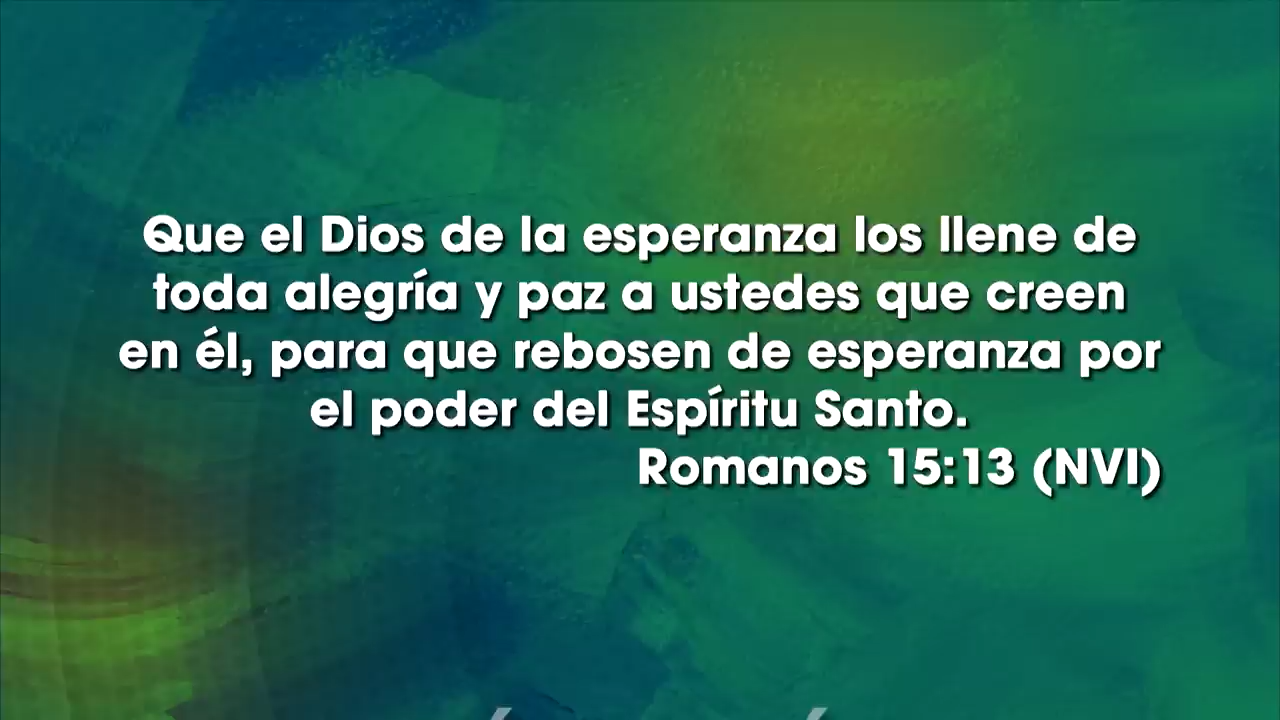 Que el Dios de la esperanza los llene de
toda alegría y paz a ustedes que creen
en él, para que rebosen de esperanza por
el poder del Espíritu Santo.
Romanos 15:13 (NVI)